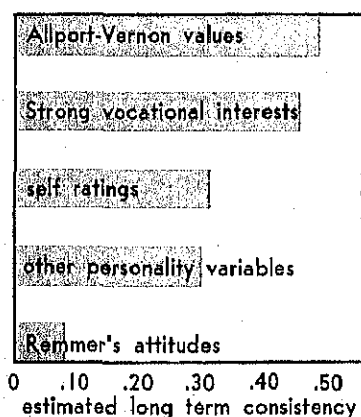 Allport-Vernon values
Strong vocational interests
self ratings
other personality variables
Remmer's attitudes
0 .10 .20 .30 .40 .50
estimated long term consistency